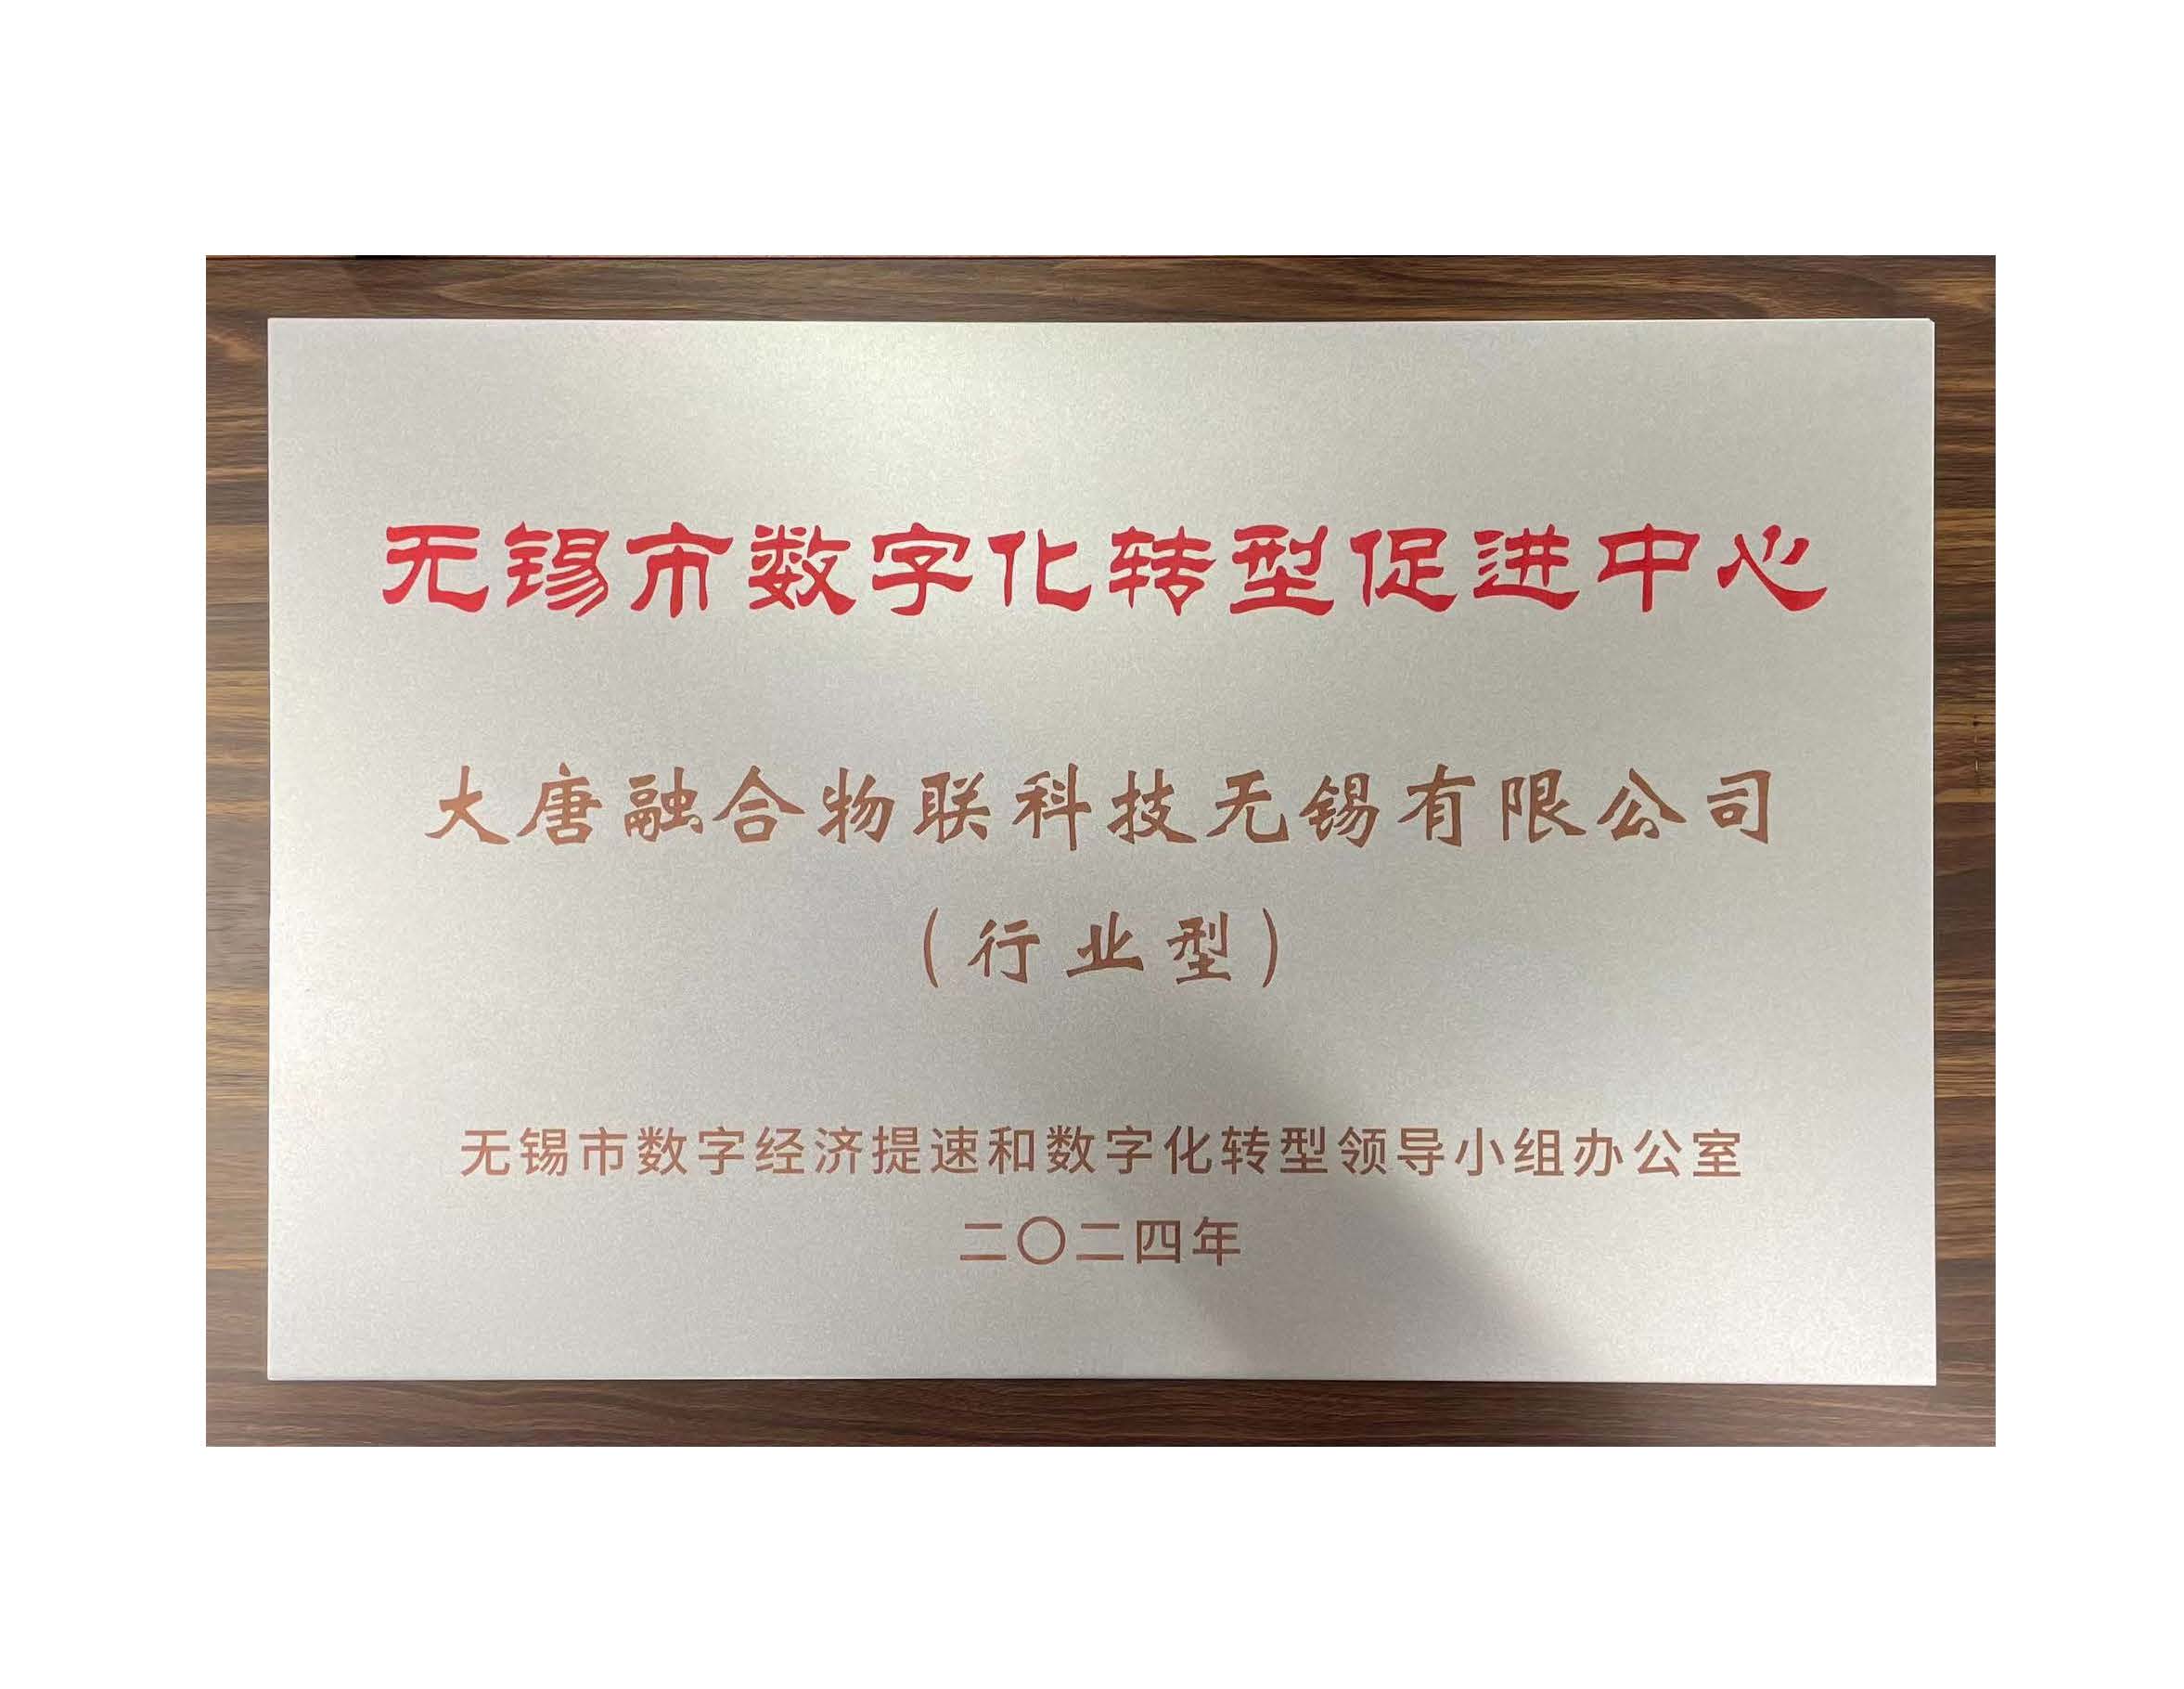 无锡市数字化转型促进中心
大唐融合物联科技无锡有限公司
（行业型）
无锡市数字经济提速和数字化转型领导小组办公室
二〇二四年